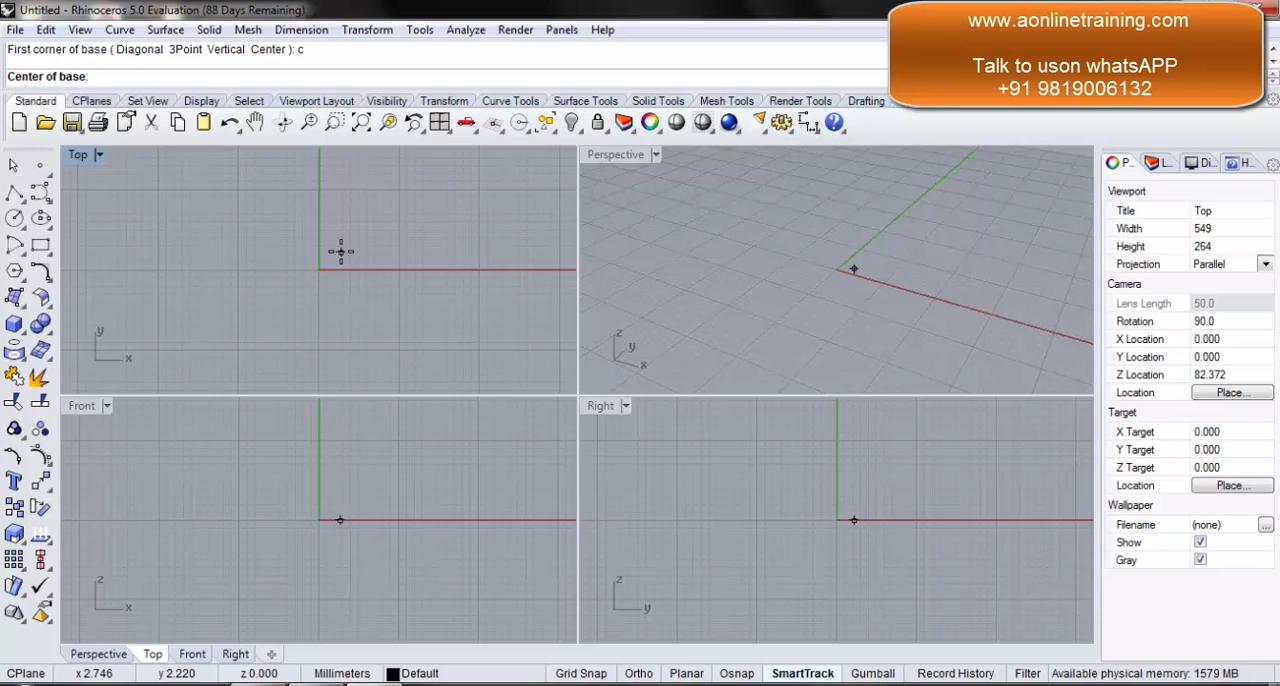 Untitled - Rhinoceros 5.0 Evaluation (88 Days Remaining)
www.aonlinetraining.com
Talk to uson whatsAPP
+91 9819006132
File Edit View Curve Surface Solid Mesh Dimension Transform Tools Analyze Render Panels Help
First corner of base ( Diagonal 3Point Vertical Center ): c
Center of base:
Standard CPlanes Set View Display Select Viewport Layout Visibility Transform Curve Tools Surface Tools Solid Tools Mesh Tools Render Tools Drafting
Top
Perspective
P... L... Di... H...
Viewport
Title Top
Width 549
Height 264
Projection Parallel
Camera
Lens Length 50.0
Rotation 90.0
X Location 0.000
Y Location 0.000
Z Location 82.372
Location Place...
Target
X Target 0.000
Y Target 0.000
Z Target 0.000
Location Place...
Wallpaper
Filename (none) ...
Show
Gray
y
x
z
y
x
Front
Right
z
x
z
y
Perspective Top Front Right
CPlane x 2.746 y 2.220 z 0.000 Millimeters Default Grid Snap Ortho Planar Osnap SmartTrack Gumball Record History Filter Available physical memory: 1579 MB